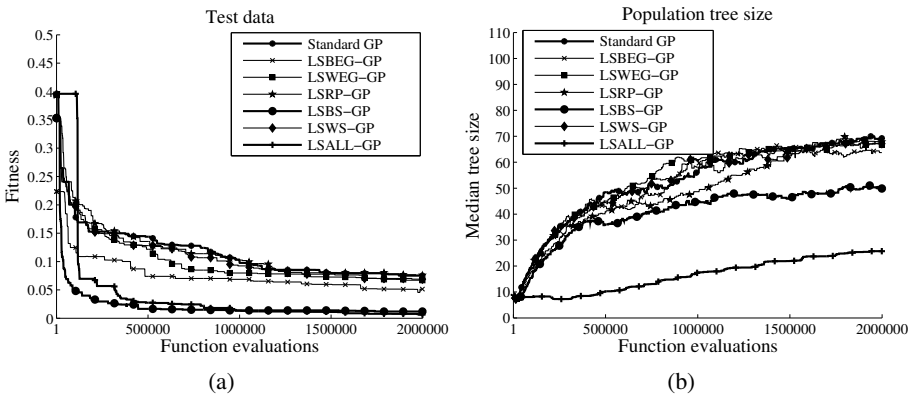 Test data
0.5
0.45
0.4
0.35
0.3
0.25
0.2
0.15
0.1
0.05
0
Fitness
Standard GP
LSBEG−GP
LSWEG−GP
LSRP−GP
LSBS−GP
LSWS−GP
LSALL−GP
1 500000 1000000 1500000 2000000
Function evaluations
(a)
Population tree size
110
100
90
80
70
60
50
40
30
20
10
0
Median tree size
Standard GP
LSBEG−GP
LSWEG−GP
LSRP−GP
LSBS−GP
LSWS−GP
LSALL−GP
1 500000 1000000 1500000 2000000
Function evaluations
(b)